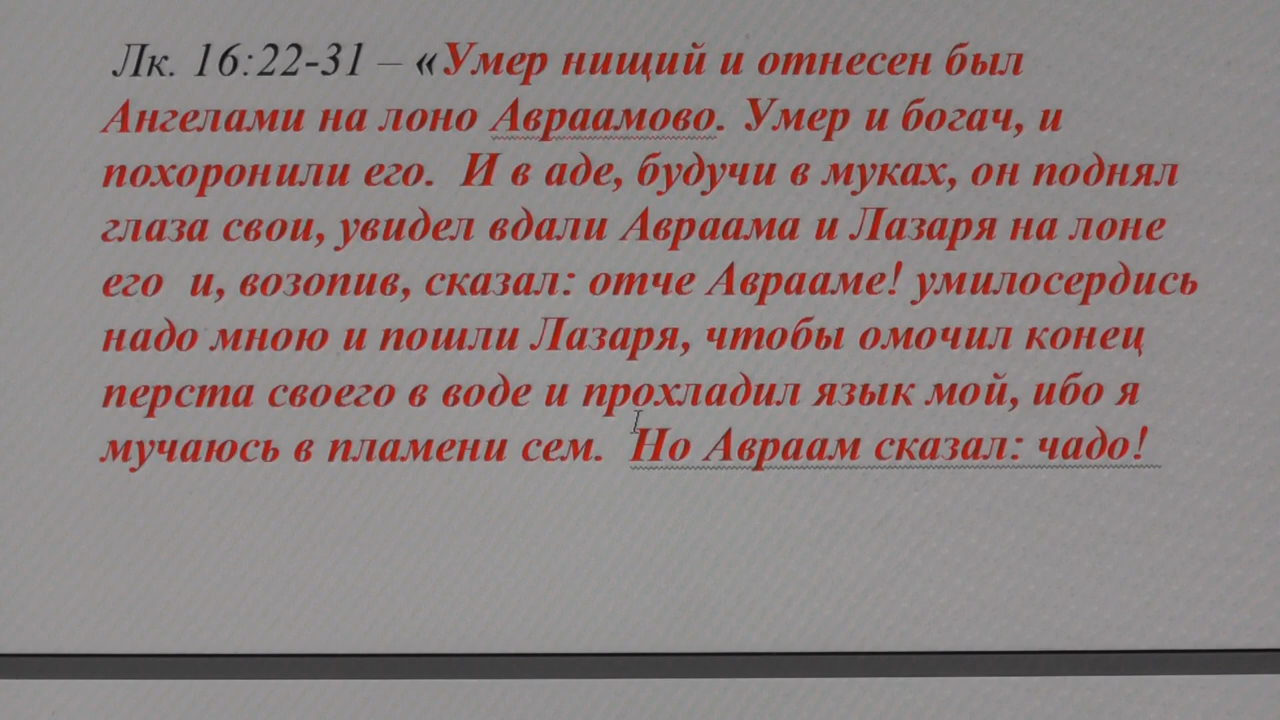 Лк. 16:22-31 – «Умер нищий и отнесен был
Ангелами на лоно Авраамово. Умер и богач, и
похоронили его. И в аде, будучи в муках, он поднял
глаза свои, увидел вдали Авраама и Лазаря на лоне
его и, возопив, сказал: отче Аврааме! умилосердись
надо мною и пошли Лазаря, чтобы омочил конец
перста своего в воде и прохладил язык мой, ибо я
мучаюсь в пламени сем. Но Авраам сказал: чадо!